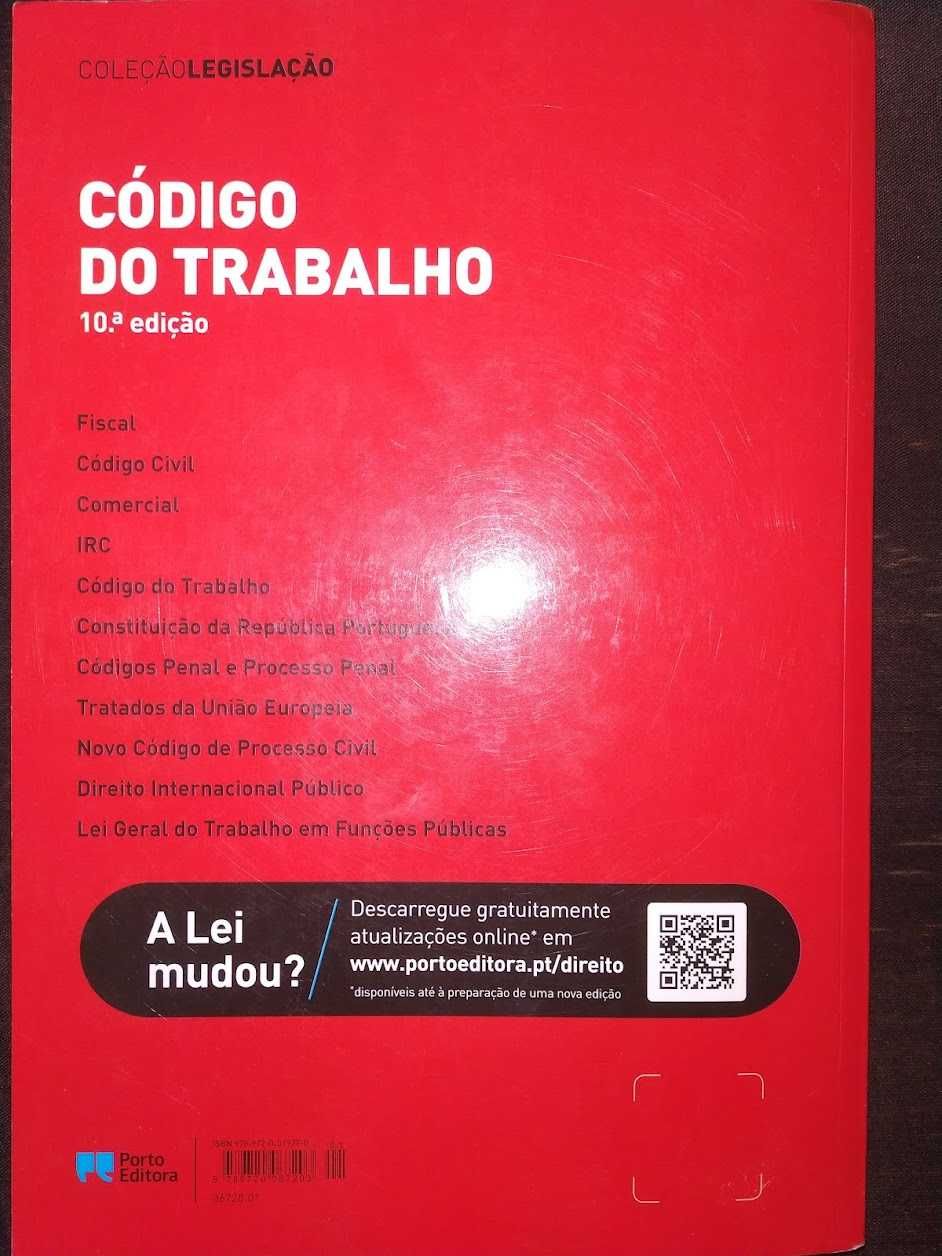 COLEÇÃOLEGISLAÇÃO
CÓDIGO
DO TRABALHO
10.ª edição
Fiscal
Código Civil
Comercial
IRC
Código do Trabalho
Constituição da República
Códigos Penal e Processo Penal
Tratados da União Europeia
Novo Código de Processo Civil
Direito Internacional Público
Lei Geral do Trabalho em Funções Públicas
A Lei
mudou?
Descarregue gratuitamente
atualizações online* em
www.portoeditora.pt/direito
*disponíveis até à preparação de uma nova edição
Porto
Editora
ISBN